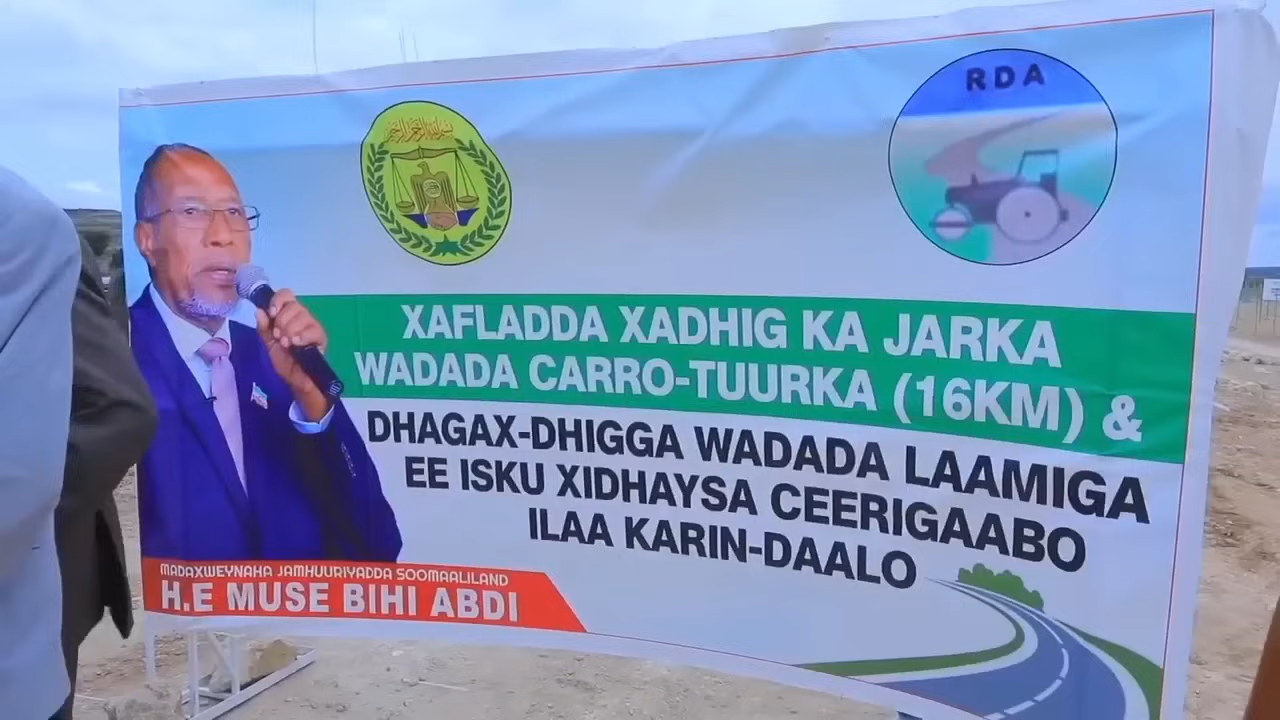 RDA
XAFLADDA XADHIG KA JARKA
WADADA CARRO-TUURKA (16KM) &
DHAGAX-DHIGGA WADADA LAAMIGA
EE ISKU XIDHAYSA CEERIGAABO
ILAA KARIN-DAALO
MADAXWEYNAHA JAMHUURIYADDA SOOMAALILAND
H.E MUSE BIHI ABDI